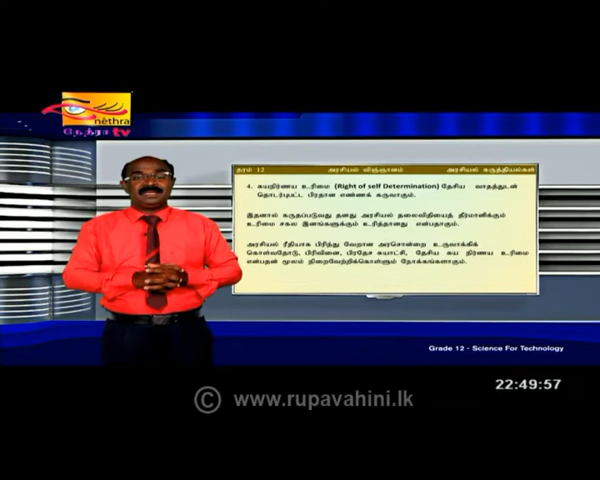 nethra
நேத்ரா tv
தரம் 12 அரசியல் விஞ்ஞானம் அரசியல் கருத்தியல்கள்
4. சுயநிர்ணய உரிமை (Right of self Determination) தேசிய வாதத்துடன்
தொடர்புபட்ட பிரதான எண்ணக் கருவாகும்.
இதனால் கருதப்படுவது தனது அரசியல் தலைவிதியைத் தீர்மானிக்கும்
உரிமை சகல இனங்களுக்கும் உரித்தானது என்பதாகும்.
அரசியல் ரீதியாக பிரிந்து வேறான அரசொன்றை உருவாக்கிக்
கொள்வதோடு, பிரிவினை, பிரதேச சுயாட்சி, தேசிய சுய நிர்ணய உரிமை
என்பதன் மூலம் நிறைவேற்றிக்கொள்ளும் நோக்கங்களாகும்.
Grade 12 - Science For Technology
22:49:57
© www.rupavahini.lk